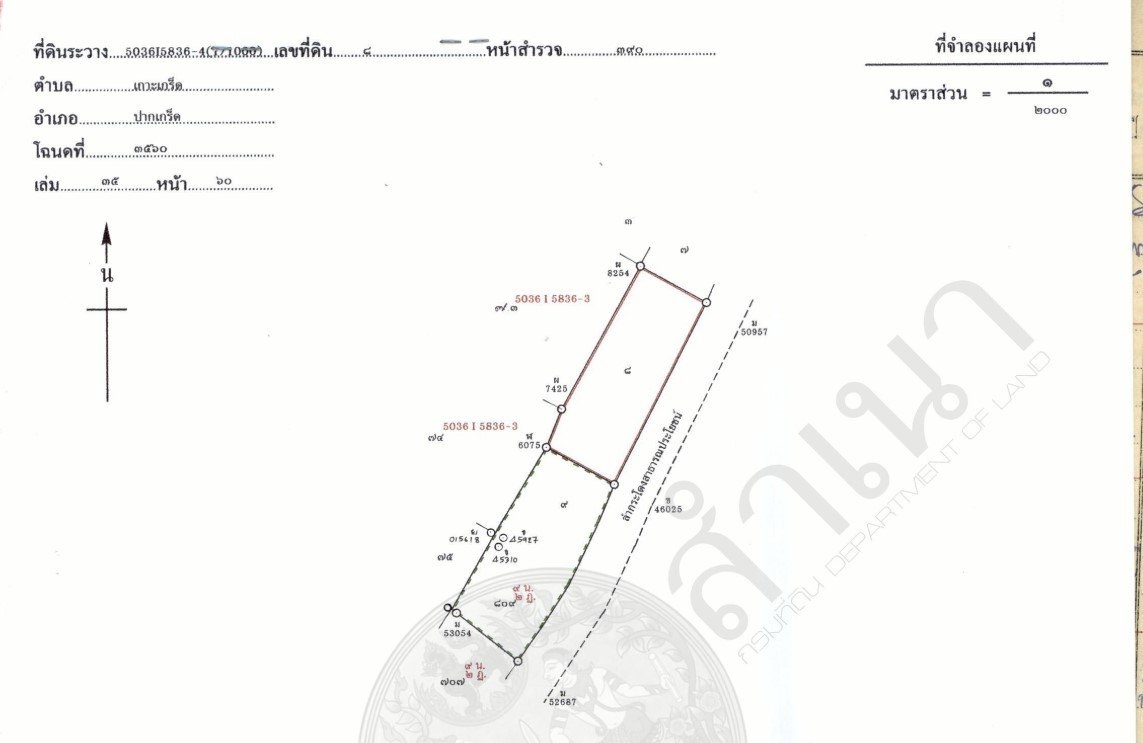 ที่ดินระวาง 5036I5836-4(1/1000) เลขที่ดิน ๘ หน้าสำรวจ ๓๙๐
ที่จำลองแผนที่
ตำบล เกาะเกร็ด
มาตราส่วน = ๑
๒๐๐๐
อำเภอ ปากเกร็ด
โฉนดที่ ๓๕๖๐
เล่ม ๓๕ หน้า ๖๐
น
๓
๗
ผ
8254
๗๓ 5036 I 5836-3
ม
50957
๘
ผ
7425
5036 I 5836-3
๗๔
ฬ
6075
ลำกระโดงสาธารณประโยชน์
๙
ข
46025
015618
45927
45310
๗๕
๙ น.
๒ ฏ.
๘๐๙
ม
53054
๙ น.
๒ ฏ.
๗๐๗
ม
52687
สำเนา
กรมที่ดิน DEPARTMENT OF LAND